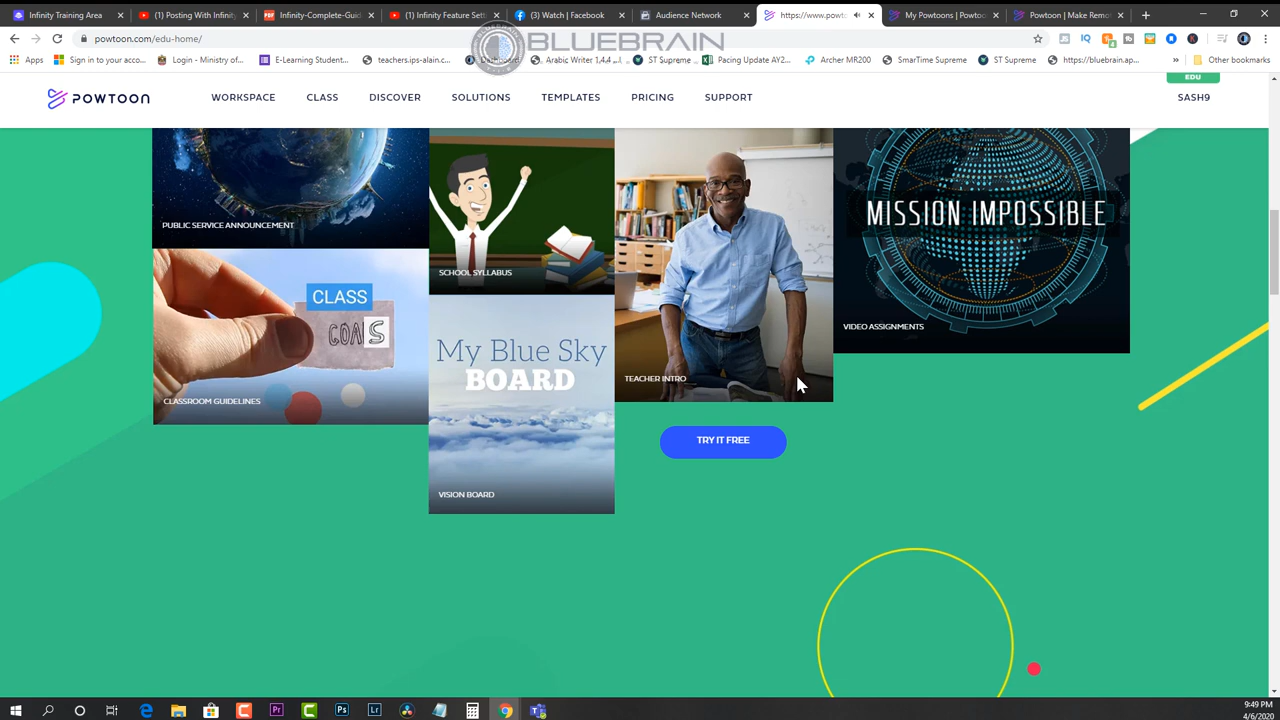 Infinity Training Aca
(1) Posting With Infinity
Infinity-Complete-Guid
(1) Infinity Feature Set
(3) Watch | Facebook
Audience Network
https://www.powto
My Powtoons | Powtoo
Powtoon | Make Remo
powtoon.com/edu-home/
BLUEBRAIN
Apps
Sign in to your acco...
Login - Ministry of...
E-Learning Student...
teachers.ips-alain.c...
Arabic Writer 1,4,4
ST Supreme
Pacing Update AY2...
Archer MR200
SmarTime Supreme
ST Supreme
https://bluebrain.ap...
»
Other bookmarks
POWTOON
WORKSPACE
CLASS
DISCOVER
SOLUTIONS
TEMPLATES
PRICING
SUPPORT
EDU
SASH9
PUBLIC SERVICE ANNOUNCEMENT
SCHOOL SYLLABUS
MISSION IMPOSSIBLE
VIDEO ASSIGNMENTS
CLASS
GOALS
CLASSROOM GUIDELINES
My Blue Sky
BOARD
VISION BOARD
TEACHER INTRO
TRY IT FREE
9:49 PM
4/6/2020